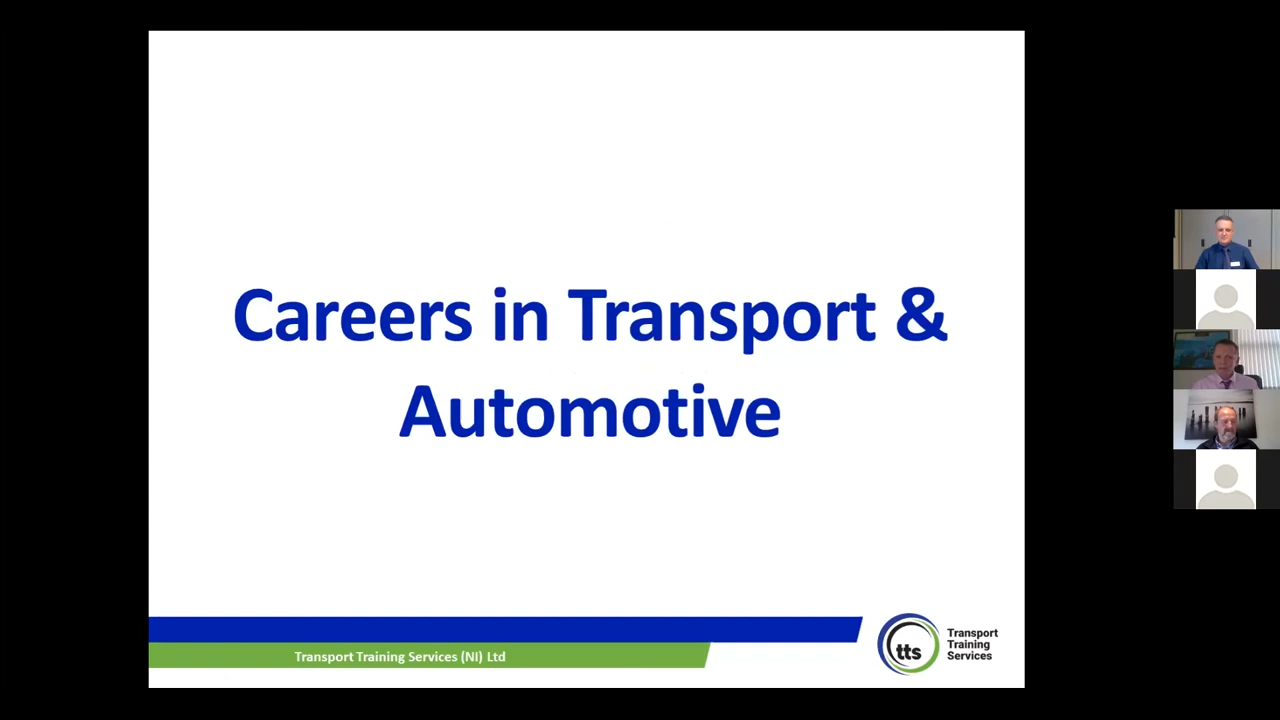 Careers in Transport &
Automotive
Transport Training Services (NI) Ltd
tts
Transport
Training
Services